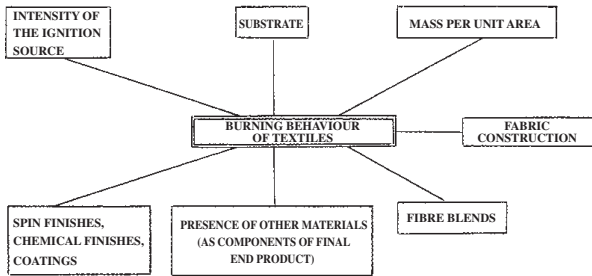 INTENSITY OF
THE IGNITION
SOURCE
SUBSTRATE
MASS PER UNIT AREA
BURNING BEHAVIOUR
OF TEXTILES
FABRIC
CONSTRUCTION
SPIN FINISHES,
CHEMICAL FINISHES,
COATINGS
PRESENCE OF OTHER MATERIALS
(AS COMPONENTS OF FINAL
END PRODUCT)
FIBRE BLENDS